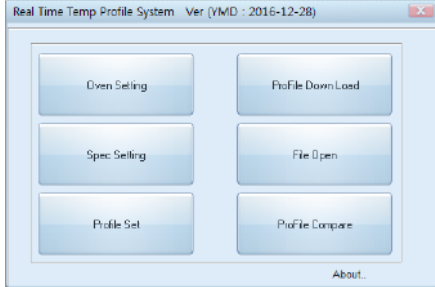 Real Time Temp Profile System   Ver (YMD : 2016-12-28)
Oven Setting
ProFile Down Load
Spec Setting
File Open
Profile Set
ProFile Compare
About..